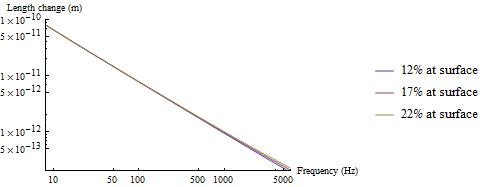 Length change (m)
1×10⁻¹⁰
5×10⁻¹¹
1×10⁻¹¹
5×10⁻¹²
1×10⁻¹²
5×10⁻¹³
10 50 100 500 1000 5000 Frequency (Hz)
12% at surface
17% at surface
22% at surface